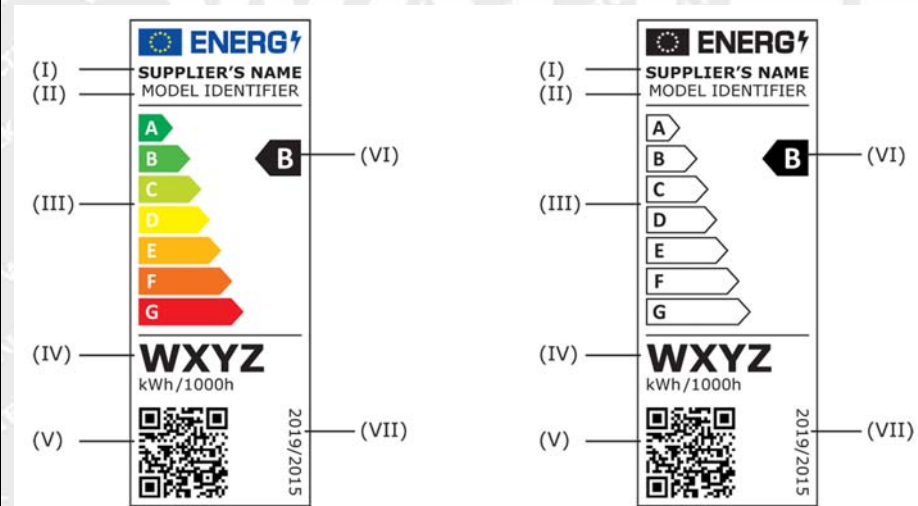 ENERG
(I) SUPPLIER'S NAME
(II) MODEL IDENTIFIER
A
B B (VI)
C
(III)
D
E
F
G
(IV) WXYZ
kWh/1000h
(V) 2019/2015 (VII)
ENERG
(I) SUPPLIER'S NAME
(II) MODEL IDENTIFIER
A
B B (VI)
C
(III)
D
E
F
G
(IV) WXYZ
kWh/1000h
(V) 2019/2015 (VII)